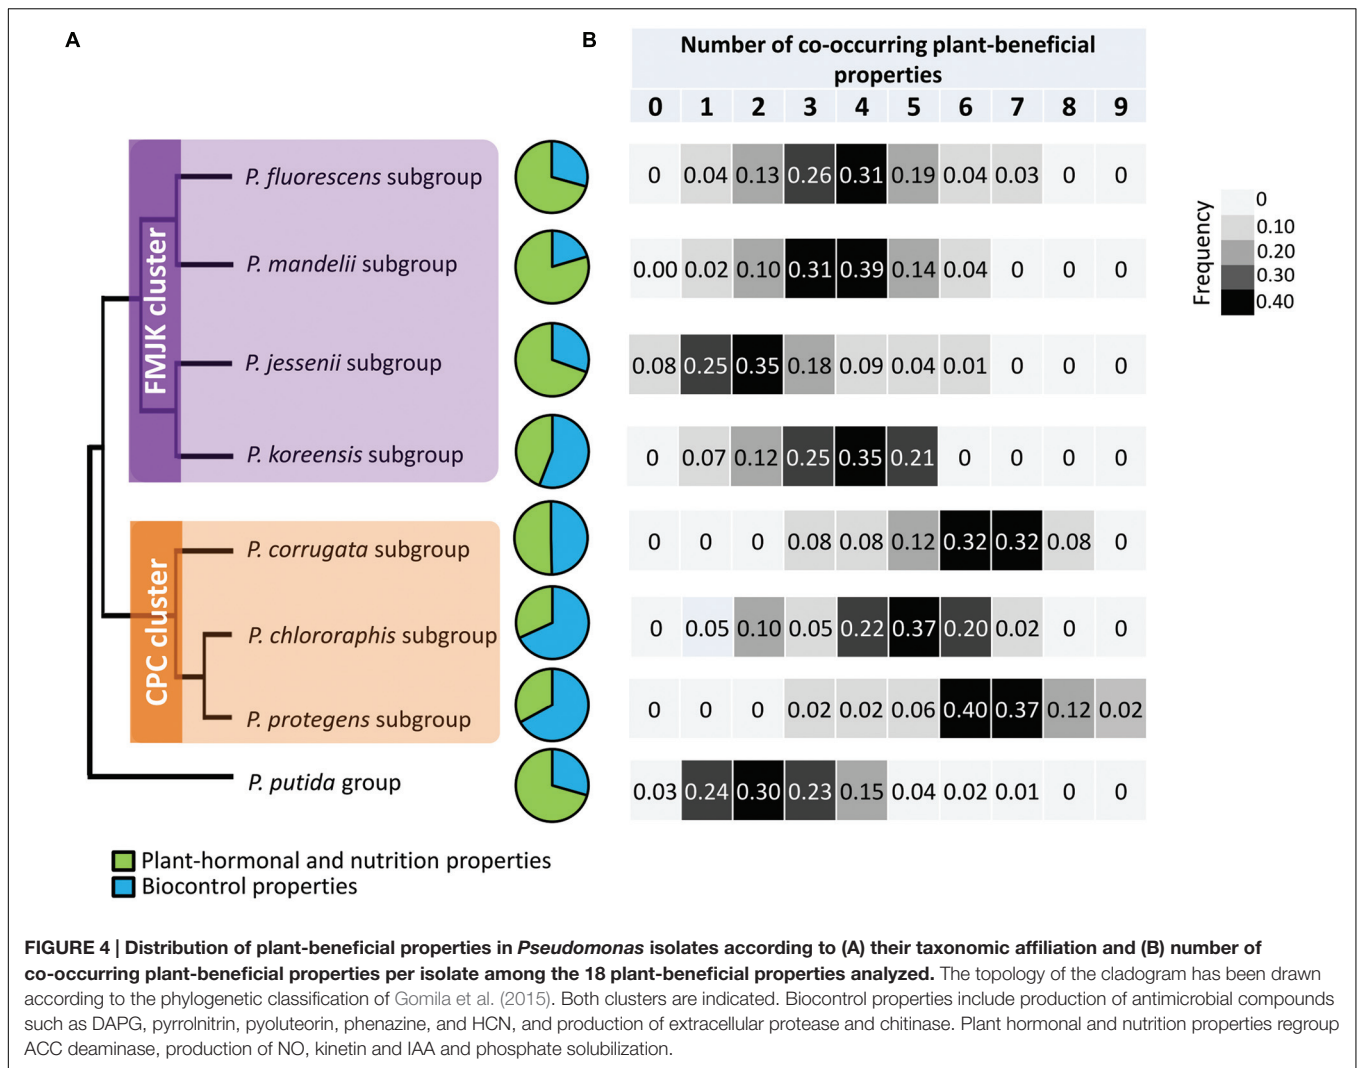 A
B
Number of co-occurring plant-beneficial
properties
0 1 2 3 4 5 6 7 8 9
FMJK cluster
P. fluorescens subgroup
0 0.04 0.13 0.26 0.31 0.19 0.04 0.03 0 0
P. mandelii subgroup
0.00 0.02 0.10 0.31 0.39 0.14 0.04 0 0 0
P. jessenii subgroup
0.08 0.25 0.35 0.18 0.09 0.04 0.01 0 0 0
P. koreensis subgroup
0 0.07 0.12 0.25 0.35 0.21 0 0 0 0
CPC cluster
P. corrugata subgroup
0 0 0 0.08 0.08 0.12 0.32 0.32 0.08 0
P. chlororaphis subgroup
0 0.05 0.10 0.05 0.22 0.37 0.20 0.02 0 0
P. protegens subgroup
0 0 0 0.02 0.02 0.06 0.40 0.37 0.12 0.02
P. putida group
0.03 0.24 0.30 0.23 0.15 0.04 0.02 0.01 0 0
Frequency
0
0.10
0.20
0.30
0.40
Plant-hormonal and nutrition properties
Biocontrol properties
FIGURE 4 | Distribution of plant-beneficial properties in Pseudomonas isolates according to (A) their taxonomic affiliation and (B) number of
co-occurring plant-beneficial properties per isolate among the 18 plant-beneficial properties analyzed. The topology of the cladogram has been drawn
according to the phylogenetic classification of Gomila et al. (2015). Both clusters are indicated. Biocontrol properties include production of antimicrobial compounds
such as DAPG, pyrrolnitrin, pyoluteorin, phenazine, and HCN, and production of extracellular protease and chitinase. Plant hormonal and nutrition properties regroup
ACC deaminase, production of NO, kinetin and IAA and phosphate solubilization.